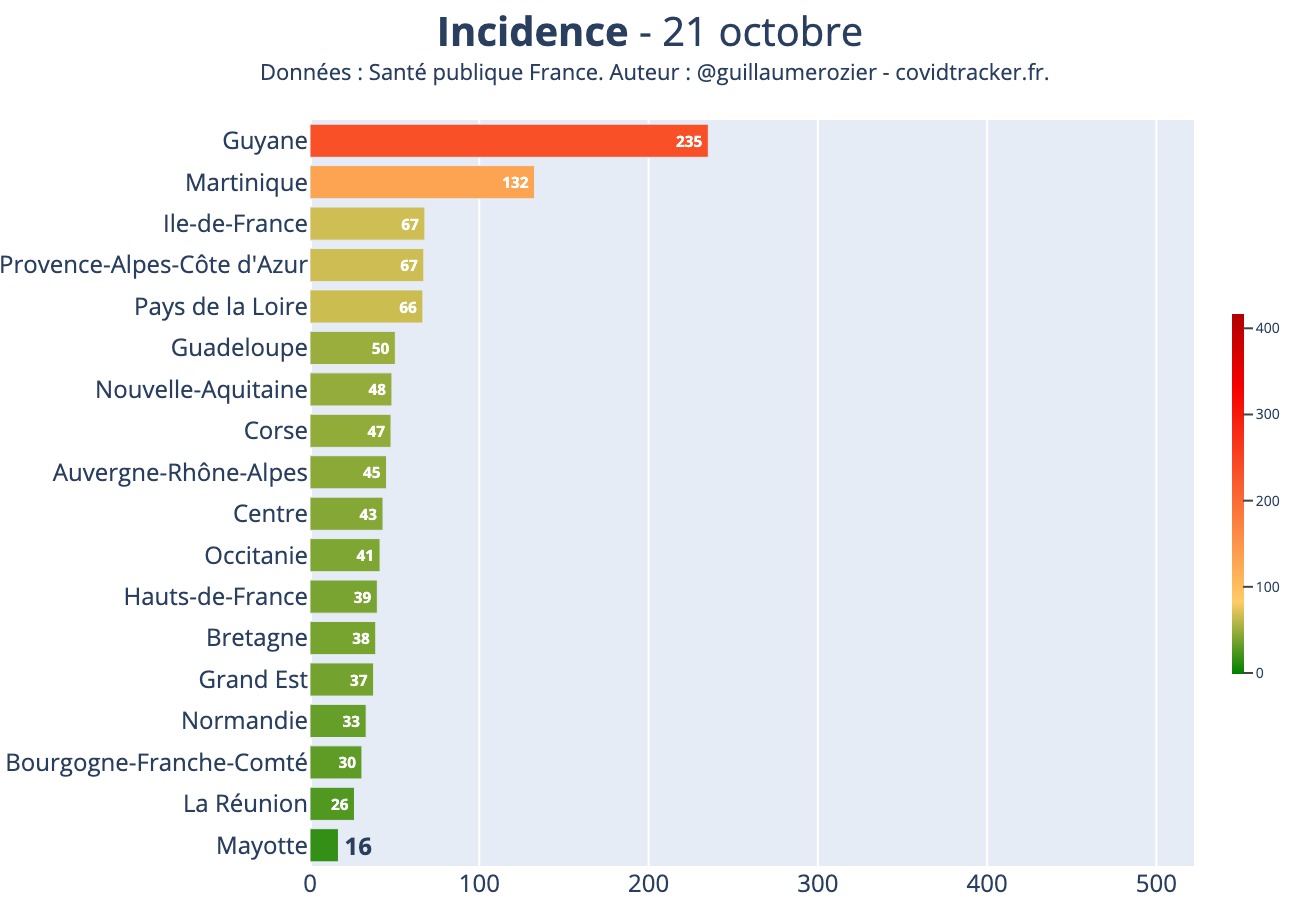 Incidence - 21 octobre
Données : Santé publique France. Auteur : @guillaumerozier - covidtracker.fr.
Guyane 235
Martinique 132
Ile-de-France 67
Provence-Alpes-Côte d'Azur 67
Pays de la Loire 66
Guadeloupe 50
Nouvelle-Aquitaine 48
Corse 47
Auvergne-Rhône-Alpes 45
Centre 43
Occitanie 41
Hauts-de-France 39
Bretagne 38
Grand Est 37
Normandie 33
Bourgogne-Franche-Comté 30
La Réunion 26
Mayotte 16
0 100 200 300 400 500
400
300
200
100
0